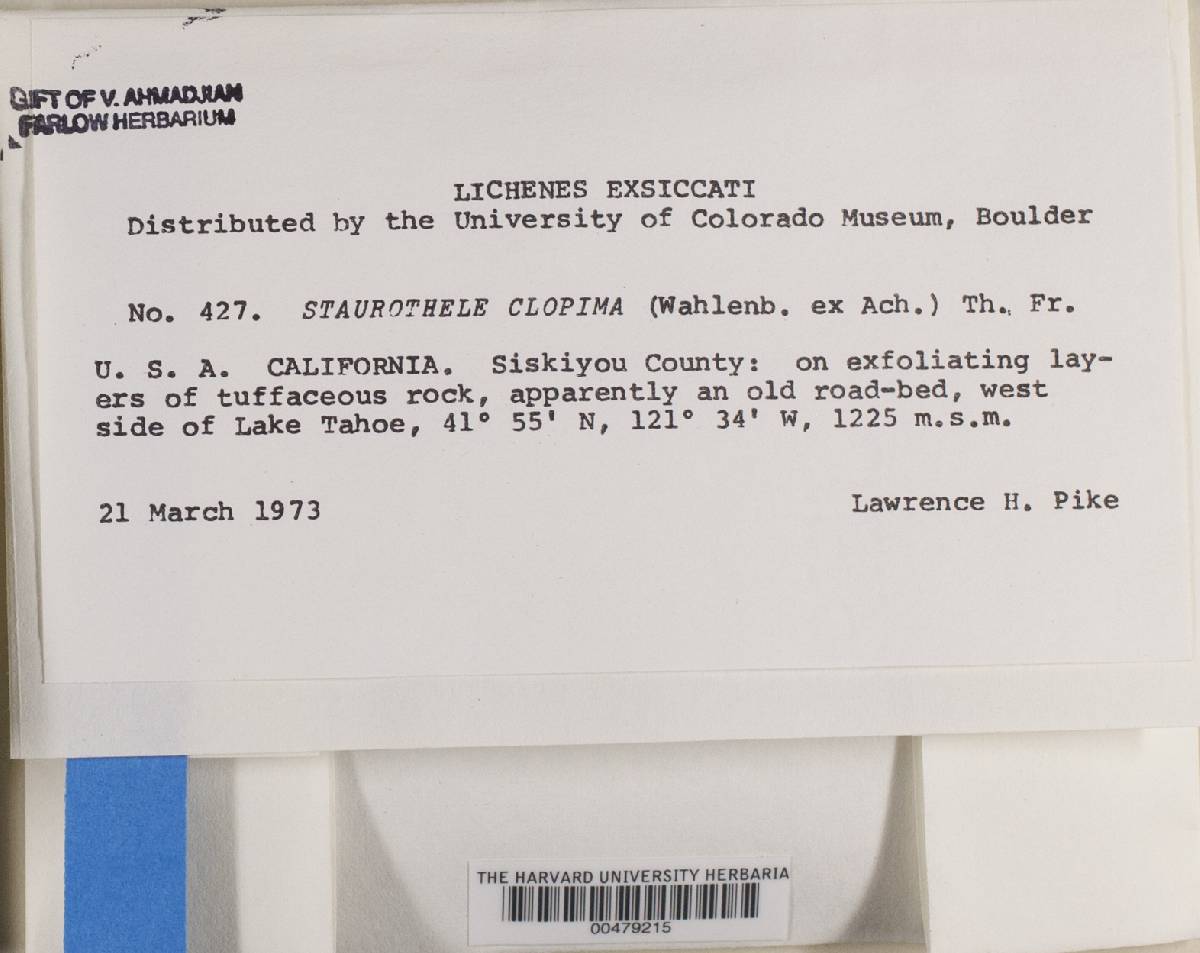 GIFT OF V. AHMADJIAN
FARLOW HERBARIUM
LICHENES EXSICCATI
Distributed by the University of Colorado Museum, Boulder
No. 427. STAUROTHELE CLOPIMA (Wahlenb. ex Ach.) Th. Fr.
U. S. A. CALIFORNIA. Siskiyou County: on exfoliating lay-
ers of tuffaceous rock, apparently an old road-bed, west
side of Lake Tahoe, 41° 55' N, 121° 34' W, 1225 m.s.m.
21 March 1973
Lawrence H. Pike
THE HARVARD UNIVERSITY HERBARIA
00479215